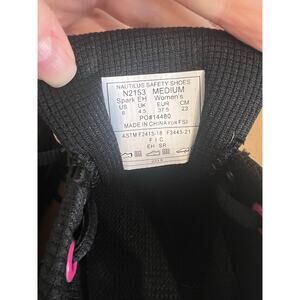 NAUTILUS SAFETY SHOES
N2153 MEDIUM
Spark EH Women's
US UK EUR CM
6 4.5 37.5 23
PO#14480
MADE IN CHINA
ASTM F2413-18 F3445-21
F I C
EH SR